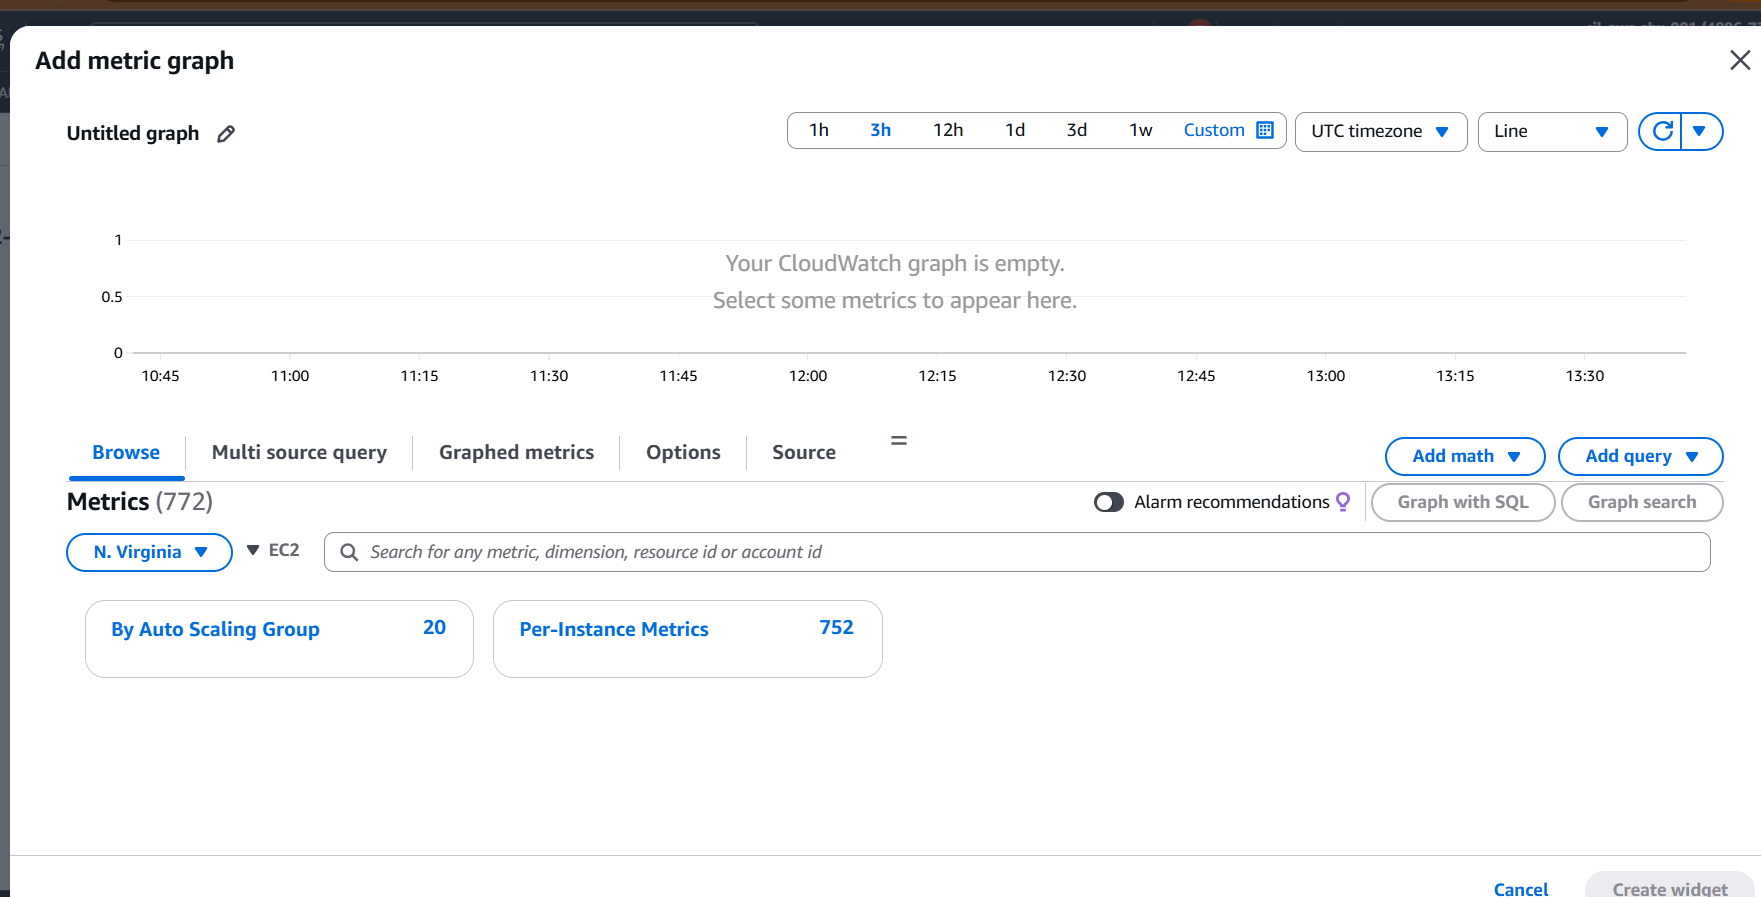 Add metric graph
Untitled graph
1h 3h 12h 1d 3d 1w Custom UTC timezone Line
1
Your CloudWatch graph is empty.
0.5
Select some metrics to appear here.
0
10:45 11:00 11:15 11:30 11:45 12:00 12:15 12:30 12:45 13:00 13:15 13:30
Browse Multi source query Graphed metrics Options Source Add math Add query
Metrics (772) Alarm recommendations Graph with SQL Graph search
N. Virginia EC2 Search for any metric, dimension, resource id or account id
By Auto Scaling Group 20 Per-Instance Metrics 752
Cancel Create widget